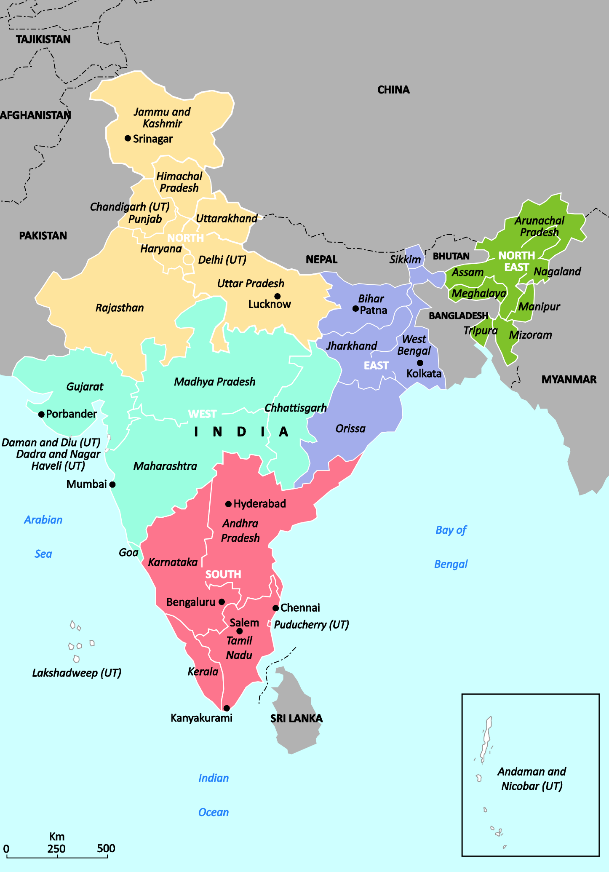 TAJIKISTAN
CHINA
AFGHANISTAN
Jammu and
Kashmir
Srinagar
Himachal
Pradesh
Chandigarh (UT)
Punjab
Uttarakhand
PAKISTAN
NORTH
Haryana
Delhi (UT)
NEPAL
Sikkim
BHUTAN
Arunachal
Pradesh
NORTH
EAST
Assam
Nagaland
Uttar Pradesh
Lucknow
Rajasthan
Bihar
Patna
Meghalaya
Manipur
BANGLADESH
Tripura
Mizoram
Jharkhand
West
Bengal
Kolkata
EAST
MYANMAR
Gujarat
Madhya Pradesh
Porbander
WEST
Chhattisgarh
INDIA
Orissa
Daman and Diu (UT)
Dadra and Nagar
Haveli (UT)
Maharashtra
Mumbai
Hyderabad
Andhra
Pradesh
Arabian
Sea
Bay of
Bengal
Goa
Karnataka
SOUTH
Bengaluru
Chennai
Salem
Puducherry (UT)
Tamil
Nadu
Kerala
Lakshadweep (UT)
Kanyakurami
SRI LANKA
Andaman and
Nicobar (UT)
Indian
Ocean
Km
0 250 500